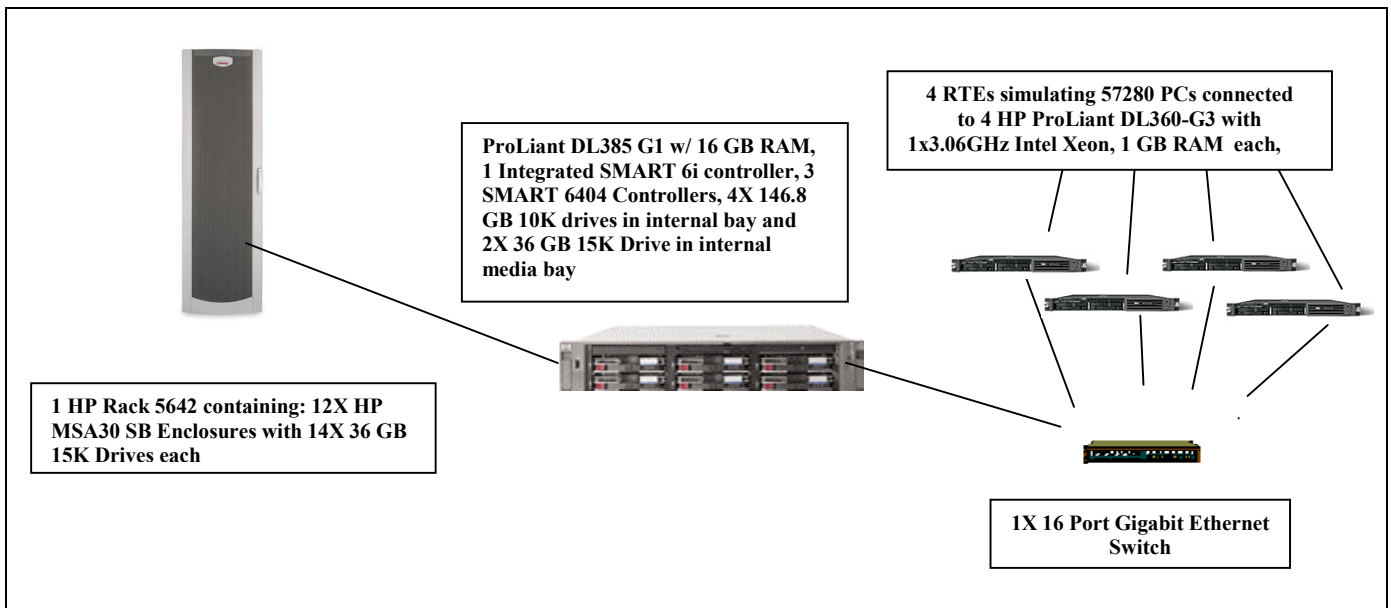 4 RTEs simulating 57280 PCs connected
to 4 HP ProLiant DL360-G3 with
1x3.06GHz Intel Xeon, 1 GB RAM each,
ProLiant DL385 G1 w/ 16 GB RAM,
1 Integrated SMART 6i controller, 3
SMART 6404 Controllers, 4X 146.8
GB 10K drives in internal bay and
2X 36 GB 15K Drive in internal
media bay
1 HP Rack 5642 containing: 12X HP
MSA30 SB Enclosures with 14X 36 GB
15K Drives each
1X 16 Port Gigabit Ethernet
Switch